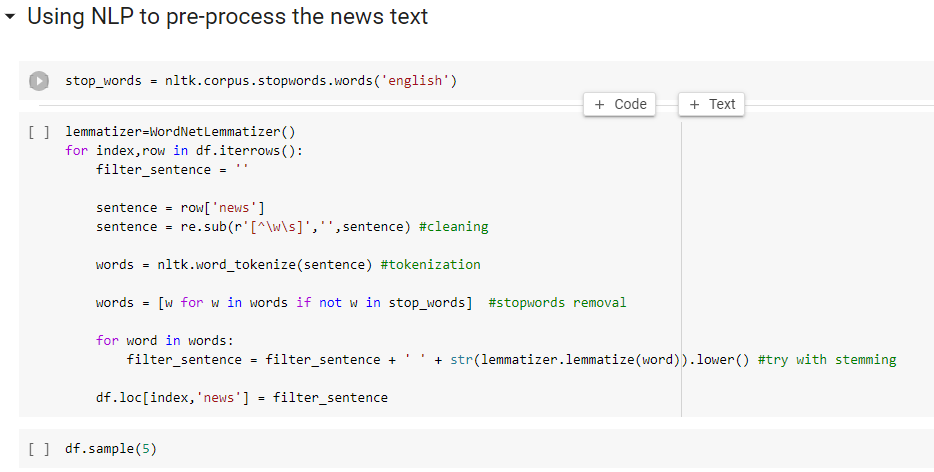 Using NLP to pre-process the news text
stop_words = nltk.corpus.stopwords.words('english')
+ Code + Text
[ ] lemmatizer=WordNetLemmatizer()
for index,row in df.iterrows():
filter_sentence = ''
sentence = row['news']
sentence = re.sub(r'[^\w\s]','',sentence) #cleaning
words = nltk.word_tokenize(sentence) #tokenization
words = [w for w in words if not w in stop_words]  #stopwords removal
for word in words:
filter_sentence = filter_sentence + ' ' + str(lemmatizer.lemmatize(word)).lower() #try with stemming
df.loc[index,'news'] = filter_sentence
[ ] df.sample(5)